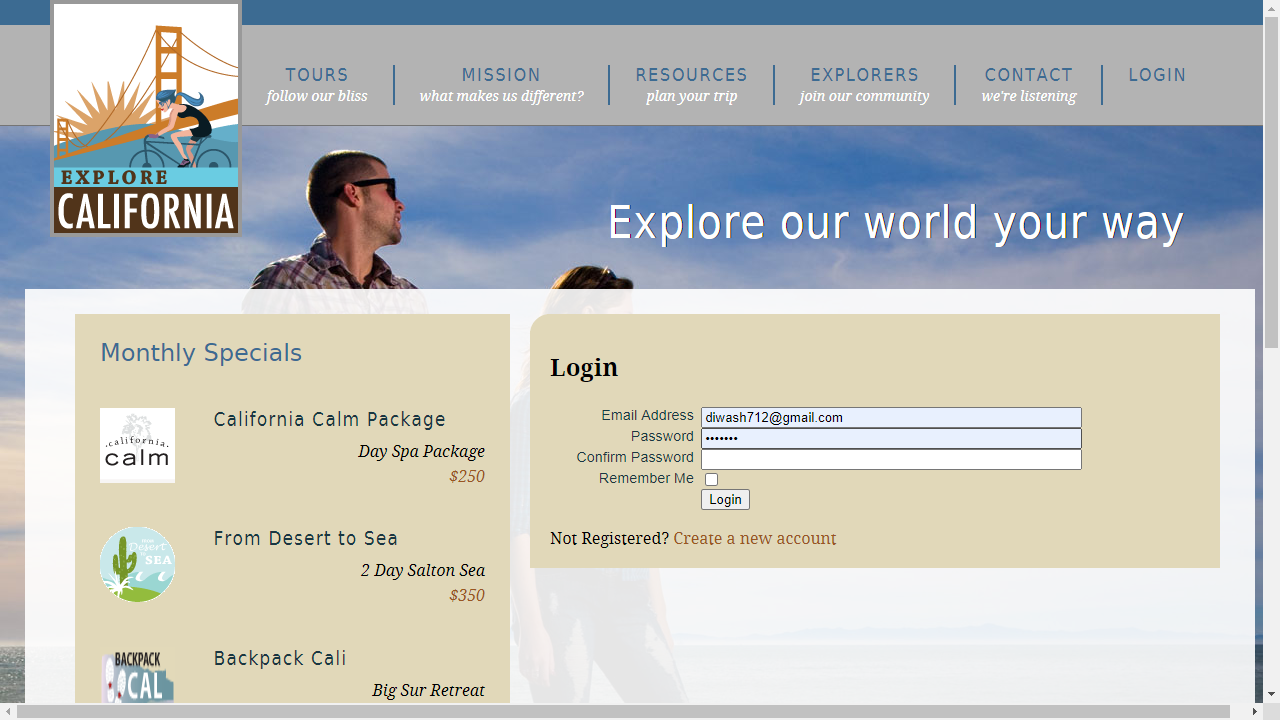 EXPLORE
CALIFORNIA
TOURS
follow our bliss
MISSION
what makes us different?
RESOURCES
plan your trip
EXPLORERS
join our community
CONTACT
we're listening
LOGIN
Explore our world your way
Monthly Specials
california
calm
California Calm Package
Day Spa Package
$250
FROM
Desert
to
SEA
From Desert to Sea
2 Day Salton Sea
$350
BACKPACK
CAL
Backpack Cali
Big Sur Retreat
Login
Email Address diwash712@gmail.com
Password •••••••
Confirm Password
Remember Me
Login
Not Registered? Create a new account